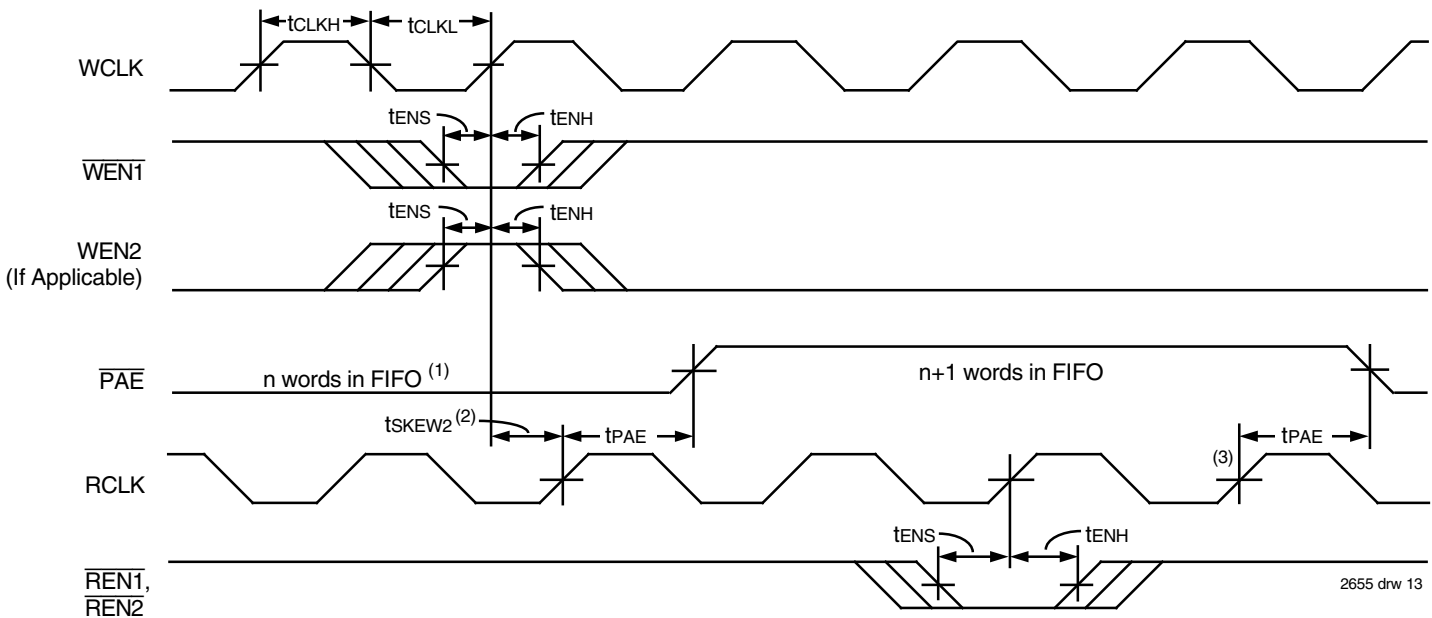 tCLKH tCLKL
WCLK
tENS tENH
WEN1
tENS tENH
WEN2
(If Applicable)
PAE n words in FIFO (1) n+1 words in FIFO
tSKEW2(2) tPAE tPAE
(3)
RCLK
tENS tENH
REN1,
REN2
2655 drw 13